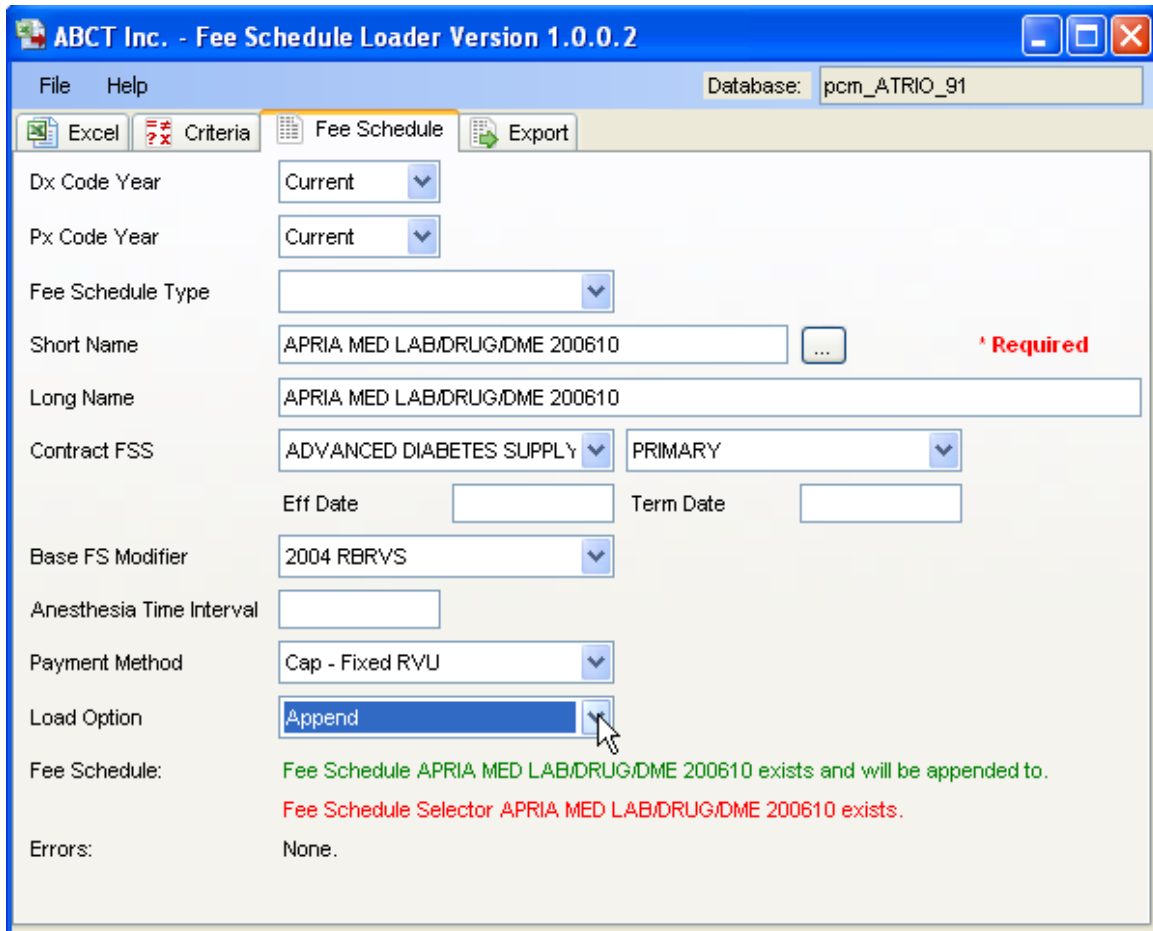 ABCT Inc. - Fee Schedule Loader Version 1.0.0.2
File Help Database: pcm_ATRIO_91
Excel Criteria Fee Schedule Export
Dx Code Year Current
Px Code Year Current
Fee Schedule Type
Short Name APRIA MED LAB/DRUG/DME 200610 ... * Required
Long Name APRIA MED LAB/DRUG/DME 200610
Contract FSS ADVANCED DIABETES SUPPLY PRIMARY
Eff Date Term Date
Base FS Modifier 2004 RBRVS
Anesthesia Time Interval
Payment Method Cap - Fixed RVU
Load Option Append
Fee Schedule: Fee Schedule APRIA MED LAB/DRUG/DME 200610 exists and will be appended to.
Fee Schedule Selector APRIA MED LAB/DRUG/DME 200610 exists.
Errors: None.